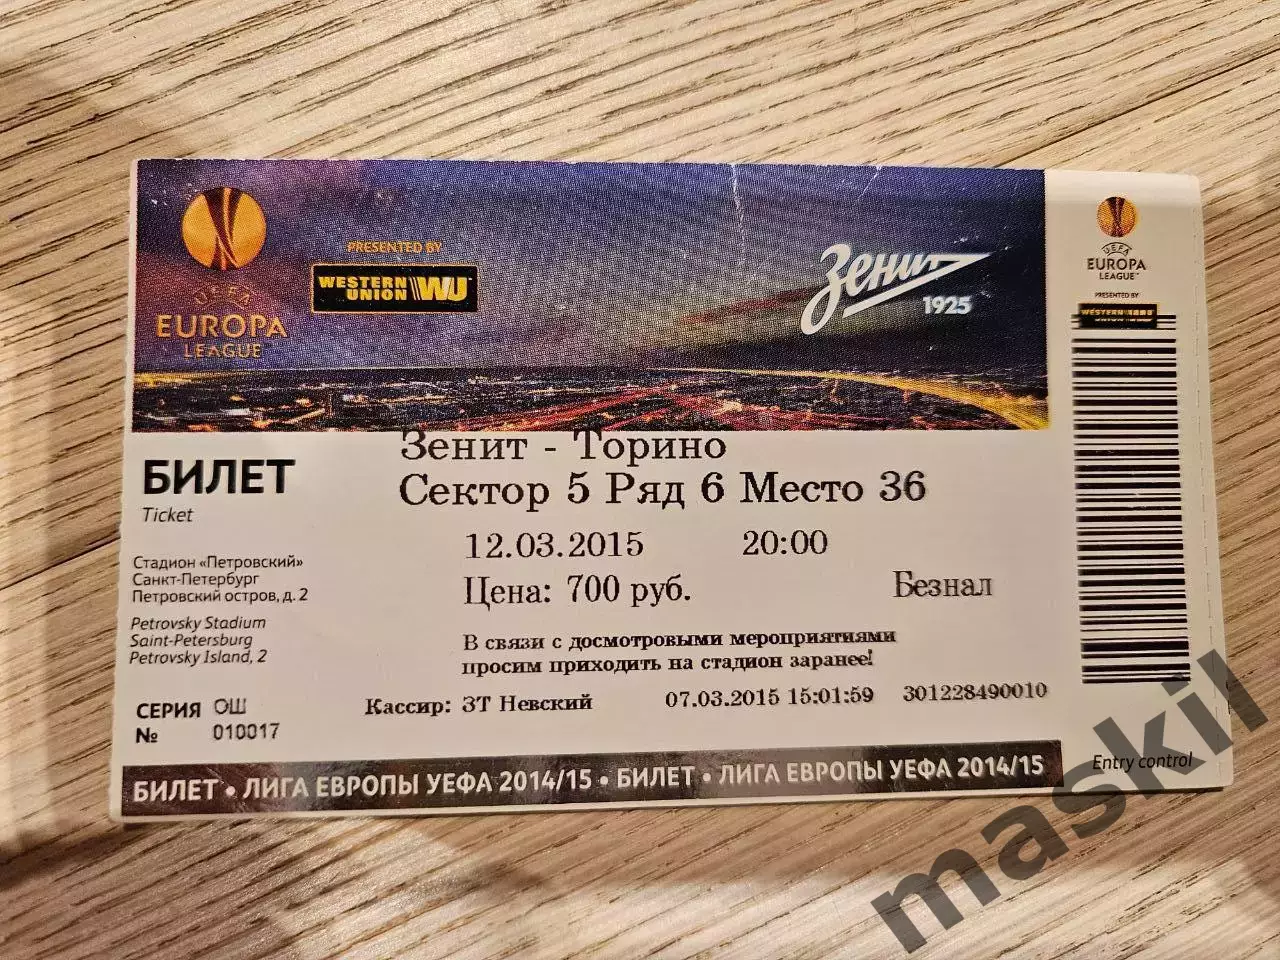 PRESENTED BY
WESTERN UNION WU
UEFA
EUROPA
LEAGUE
Зенит
1925
UEFA
EUROPA
LEAGUE
PRESENTED BY
WESTERN UNION
Зенит - Торино
Сектор 5 Ряд 6 Место 36
12.03.2015 20:00
Цена: 700 руб. Безнал
В связи с досмотровыми мероприятиями
просим приходить на стадион заранее!
БИЛЕТ
Ticket
Стадион «Петровский»
Санкт-Петербург
Петровский остров, д. 2
Petrovsky Stadium
Saint-Petersburg
Petrovsky Island, 2
СЕРИЯ ОШ
№ 010017
Кассир: ЗТ Невский 07.03.2015 15:01:59 301228490010
БИЛЕТ • ЛИГА ЕВРОПЫ УЕФА 2014/15 • БИЛЕТ • ЛИГА ЕВРОПЫ УЕФА 2014/15
Entry control
maskil